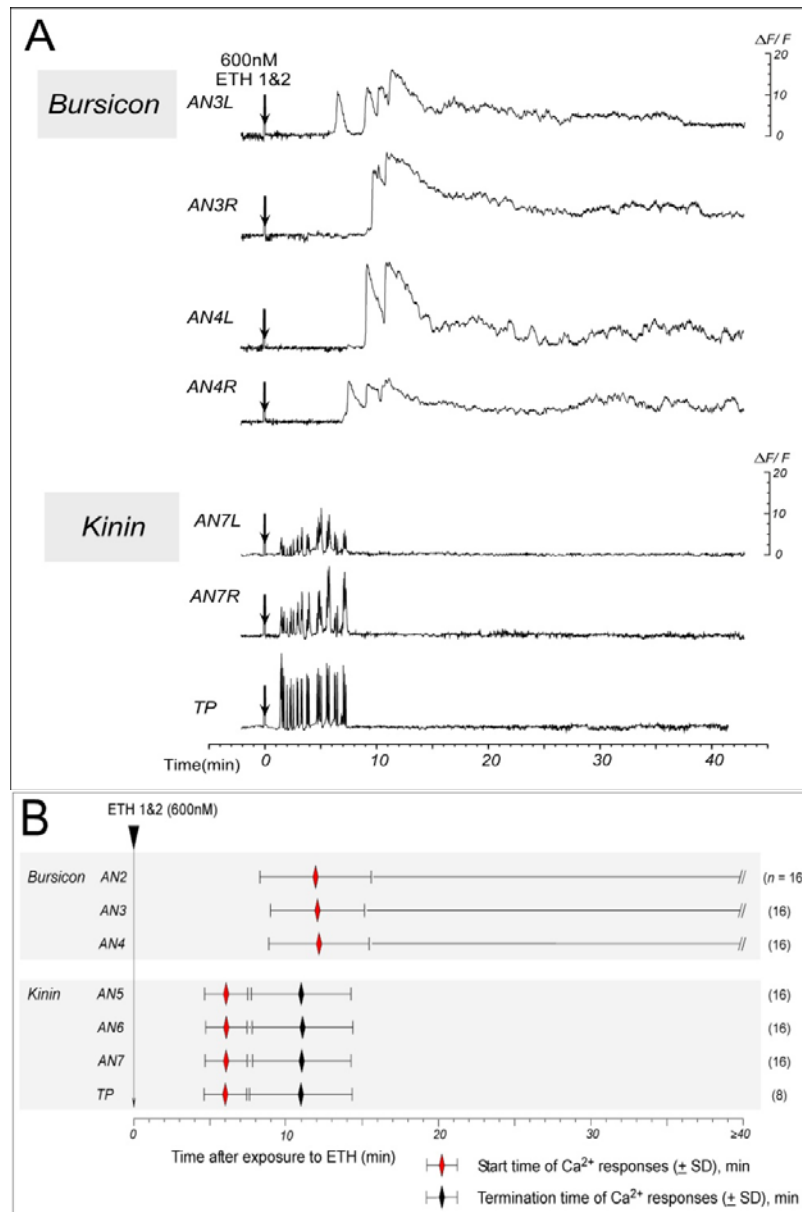 A
600nM
ETH 1&2
ΔF/F
20
10
0
Bursicon
AN3L
AN3R
AN4L
AN4R
ΔF/F
20
10
0
Kinin
AN7L
AN7R
TP
Time(min) 0 10 20 30 40
B
ETH 1&2 (600nM)
Bursicon AN2 (n = 16
AN3 (16)
AN4 (16)
Kinin AN5 (16)
AN6 (16)
AN7 (16)
TP (8)
0 10 20 30 ≥40
Time after exposure to ETH (min)
Start time of Ca2+ responses (± SD), min
Termination time of Ca2+ responses (± SD), min